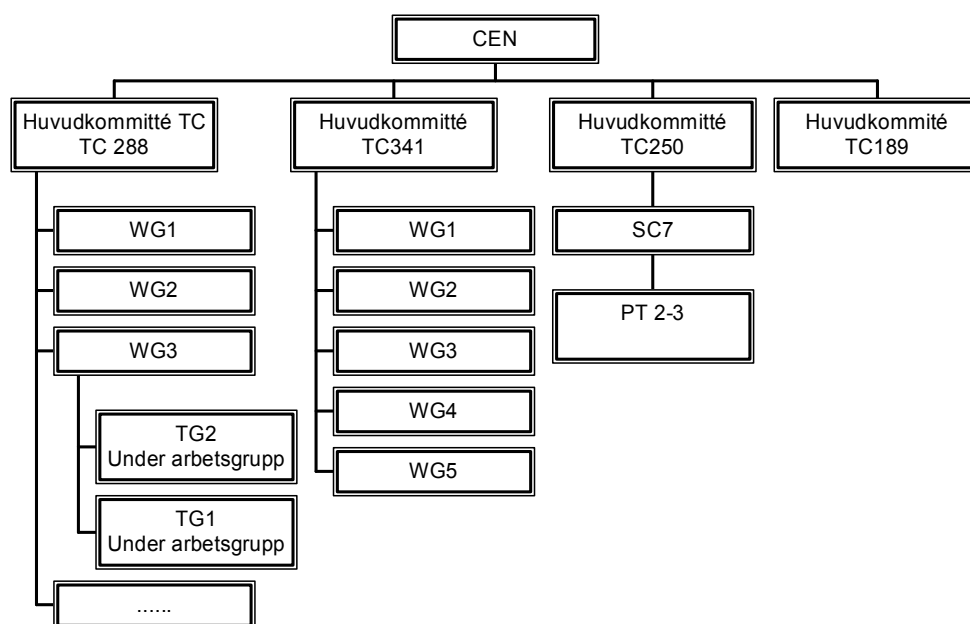 CEN
Huvudkommitté TC
TC 288
WG1
WG2
WG3
TG2
Under arbetsgrupp
TG1
Under arbetsgrupp
......
Huvudkommitté
TC341
WG1
WG2
WG3
WG4
WG5
Huvudkommitté
TC250
SC7
PT 2-3
Huvudkommité
TC189